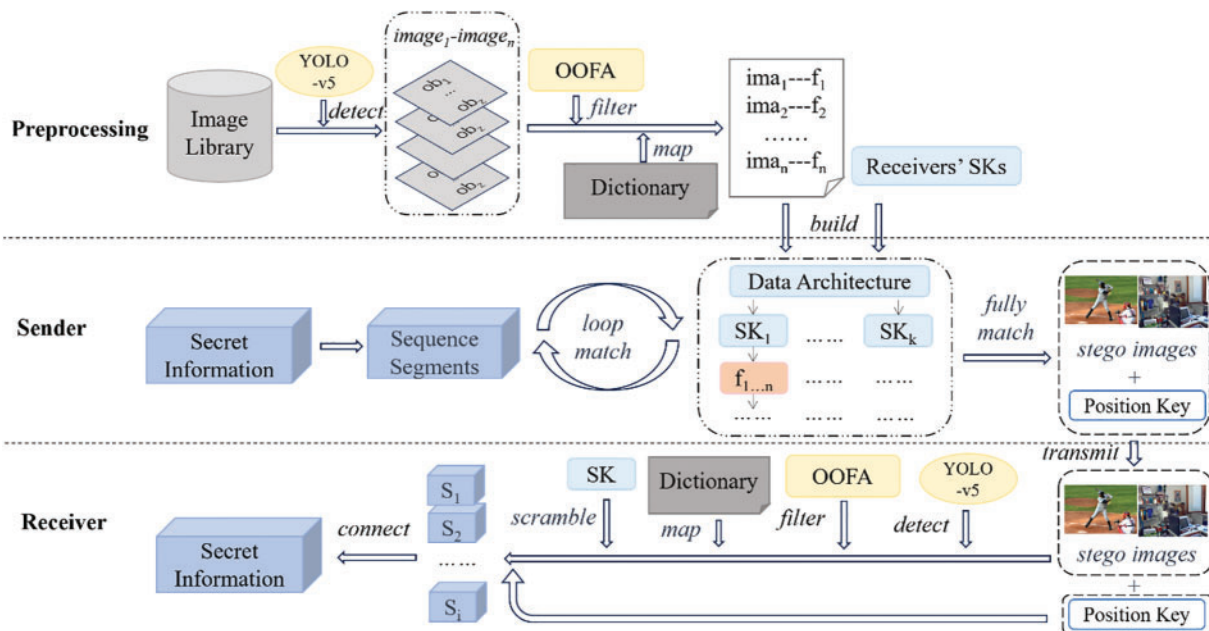 Preprocessing
Image
Library
YOLO
-v5
detect
image₁-imageₙ
ob₁
...
ob_z
ob_z
ob_z
OOFA
filter
map
Dictionary
ima₁---f₁
ima₂---f₂
......
imaₙ---fₙ
Receivers' SKs
build
Sender
Secret
Information
Sequence
Segments
loop
match
Data Architecture
SK₁
... ...
SKₖ
f₁...ₙ
... ...
... ...
... ...
... ...
... ...
fully
match
stego images
+
Position Key
transmit
Receiver
Secret
Information
connect
S₁
S₂
... ...
Sᵢ
SK
scramble
Dictionary
map
OOFA
filter
YOLO
-v5
detect
stego images
+
Position Key